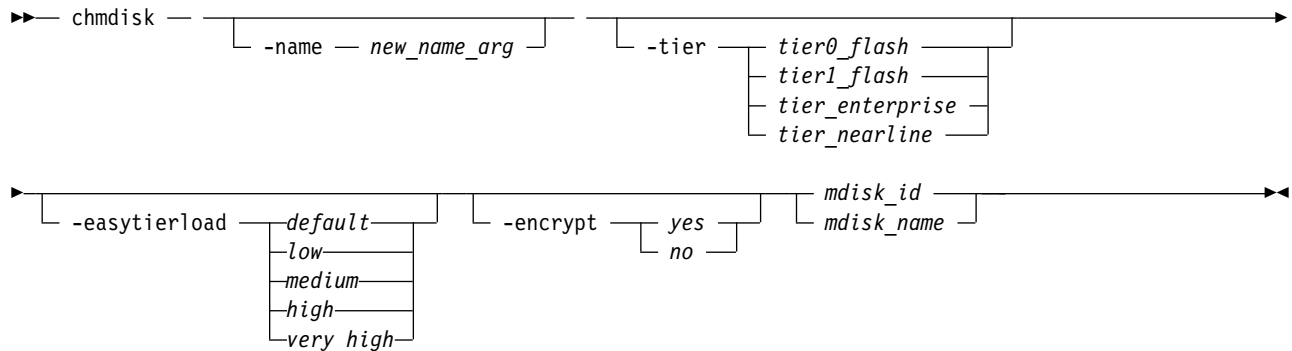 chmdisk
-name new_name_arg
-tier tier0_flash
tier1_flash
tier_enterprise
tier_nearline
-easytierload default
low
medium
high
very high
-encrypt yes
no
mdisk_id
mdisk_name